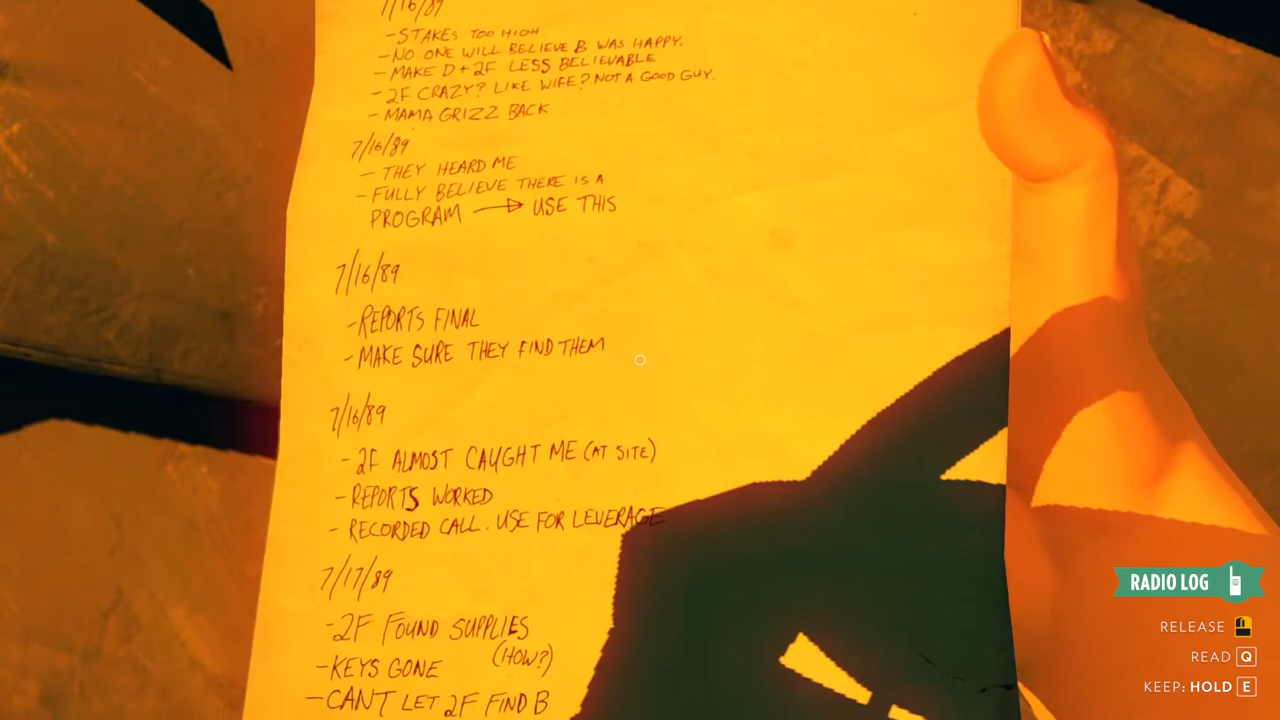 7/16/89
- STAKES TOO HIGH
- NO ONE WILL BELIEVE B WAS HAPPY.
- MAKE D + 2F LESS BELIEVABLE
- 2F CRAZY? LIKE WIFE? NOT A GOOD GUY.
- MAMA GRIZZ BACK
7/16/89
- THEY HEARD ME
- FULLY BELIEVE THERE IS A
PROGRAM → USE THIS
7/16/89
- REPORTS FINAL
- MAKE SURE THEY FIND THEM
7/16/89
- 2F ALMOST CAUGHT ME (AT SITE)
- REPORTS WORKED
- RECORDED CALL. USE FOR LEVERAGE
7/17/89
- 2F FOUND SUPPLIES
(HOW?)
- KEYS GONE
- CANT LET 2F FIND B
RADIO LOG
RELEASE
READ Q
KEEP: HOLD E